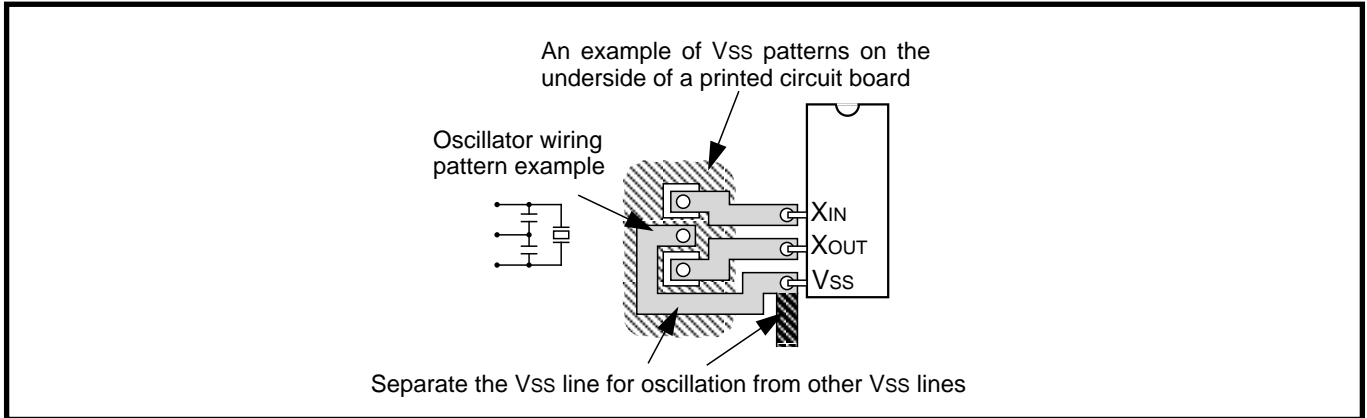 An example of VSS patterns on the
underside of a printed circuit board
Oscillator wiring
pattern example
XIN
XOUT
VSS
Separate the VSS line for oscillation from other VSS lines